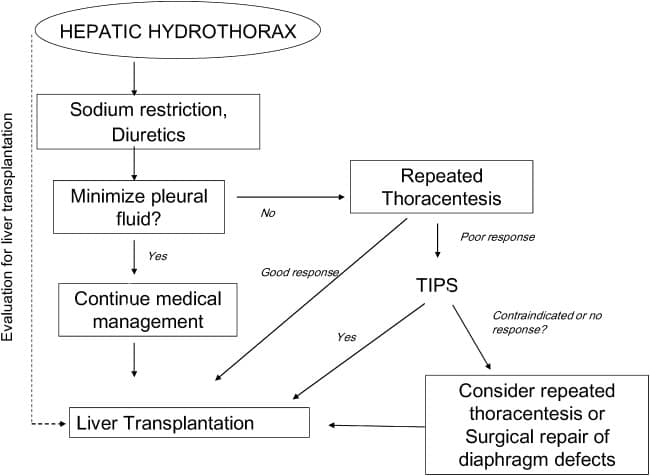 HEPATIC HYDROTHORAX
Evaluation for liver transplantation
Sodium restriction,
Diuretics
Minimize pleural
fluid?
No
Repeated
Thoracentesis
Yes
Poor response
Good response
TIPS
Continue medical
management
Contraindicated or no
response?
Yes
Liver Transplantation
Consider repeated
thoracentesis or
Surgical repair of
diaphragm defects